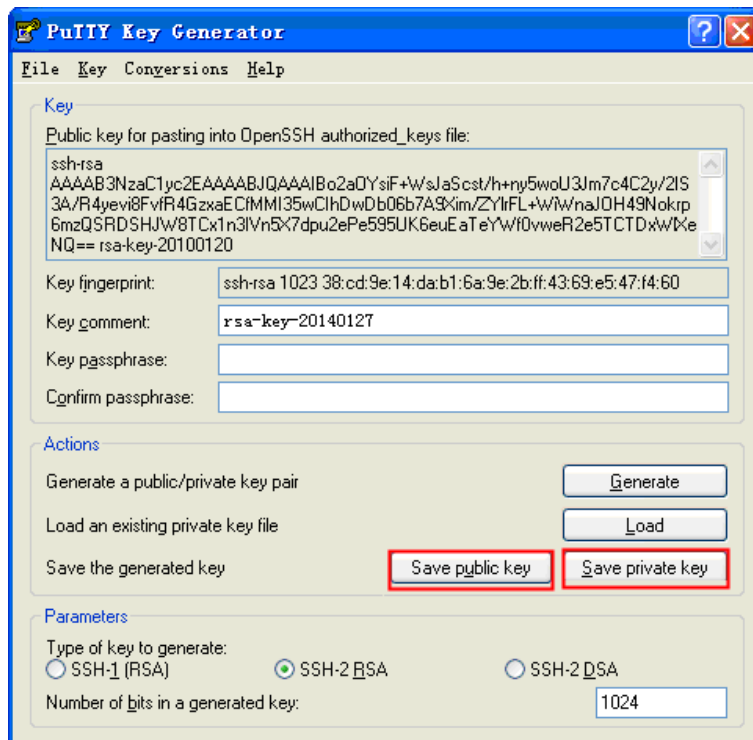 PuTTY Key Generator
File Key Conversions Help
Key
Public key for pasting into OpenSSH authorized_keys file:
ssh-rsa
AAAAB3NzaC1yc2EAAAABJQAAAIBo2aOYsiF+WsJaScst/h+ny5woU3Jm7c4C2y/2IS
3A/R4yevi8FvfR4GzxaECfMMI35wClhDwDb06b7A9Xim/ZYlrFL+WiWnaJOH49Nokrp
6mzQSRDSHJW8TCx1n3lVn5X7dpu2ePe595UK6euEaTeYWf0vweR2e5TCTDxWlXe
NQ== rsa-key-20100120
Key fingerprint: ssh-rsa 1023 38:cd:9e:14:da:b1:6a:9e:2b:ff:43:69:e5:47:f4:60
Key comment: rsa-key-20140127
Key passphrase:
Confirm passphrase:
Actions
Generate a public/private key pair Generate
Load an existing private key file Load
Save the generated key Save public key Save private key
Parameters
Type of key to generate:
SSH-1 (RSA) SSH-2 RSA SSH-2 DSA
Number of bits in a generated key: 1024